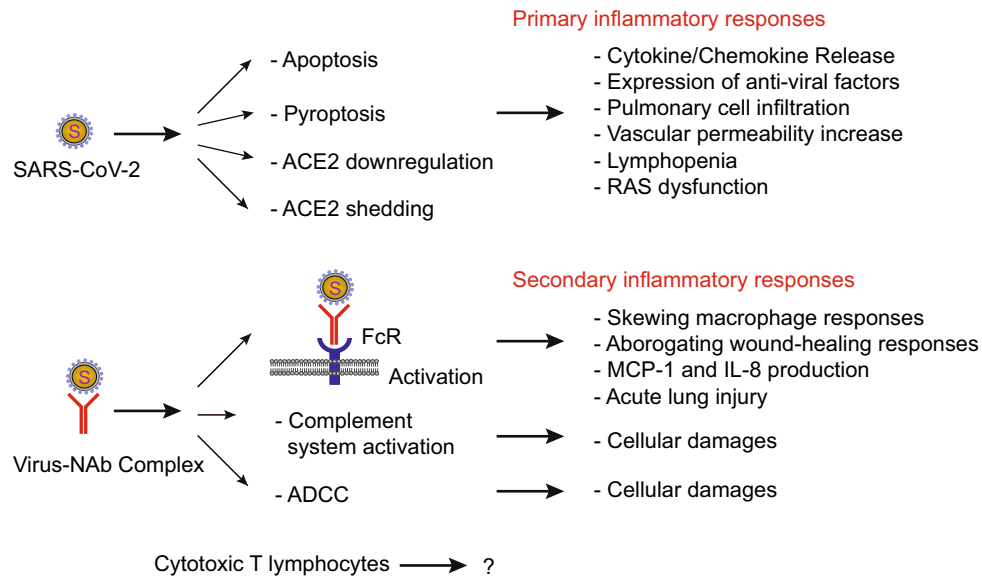 Primary inflammatory responses
- Apoptosis
- Pyroptosis
- ACE2 downregulation
- ACE2 shedding
S
SARS-CoV-2
- Cytokine/Chemokine Release
- Expression of anti-viral factors
- Pulmonary cell infiltration
- Vascular permeability increase
- Lymphopenia
- RAS dysfunction
Secondary inflammatory responses
S
FcR
Activation
S
Virus-NAb Complex
- Complement
system activation
- ADCC
- Skewing macrophage responses
- Aborogating wound-healing responses
- MCP-1 and IL-8 production
- Acute lung injury
- Cellular damages
- Cellular damages
Cytotoxic T lymphocytes
?